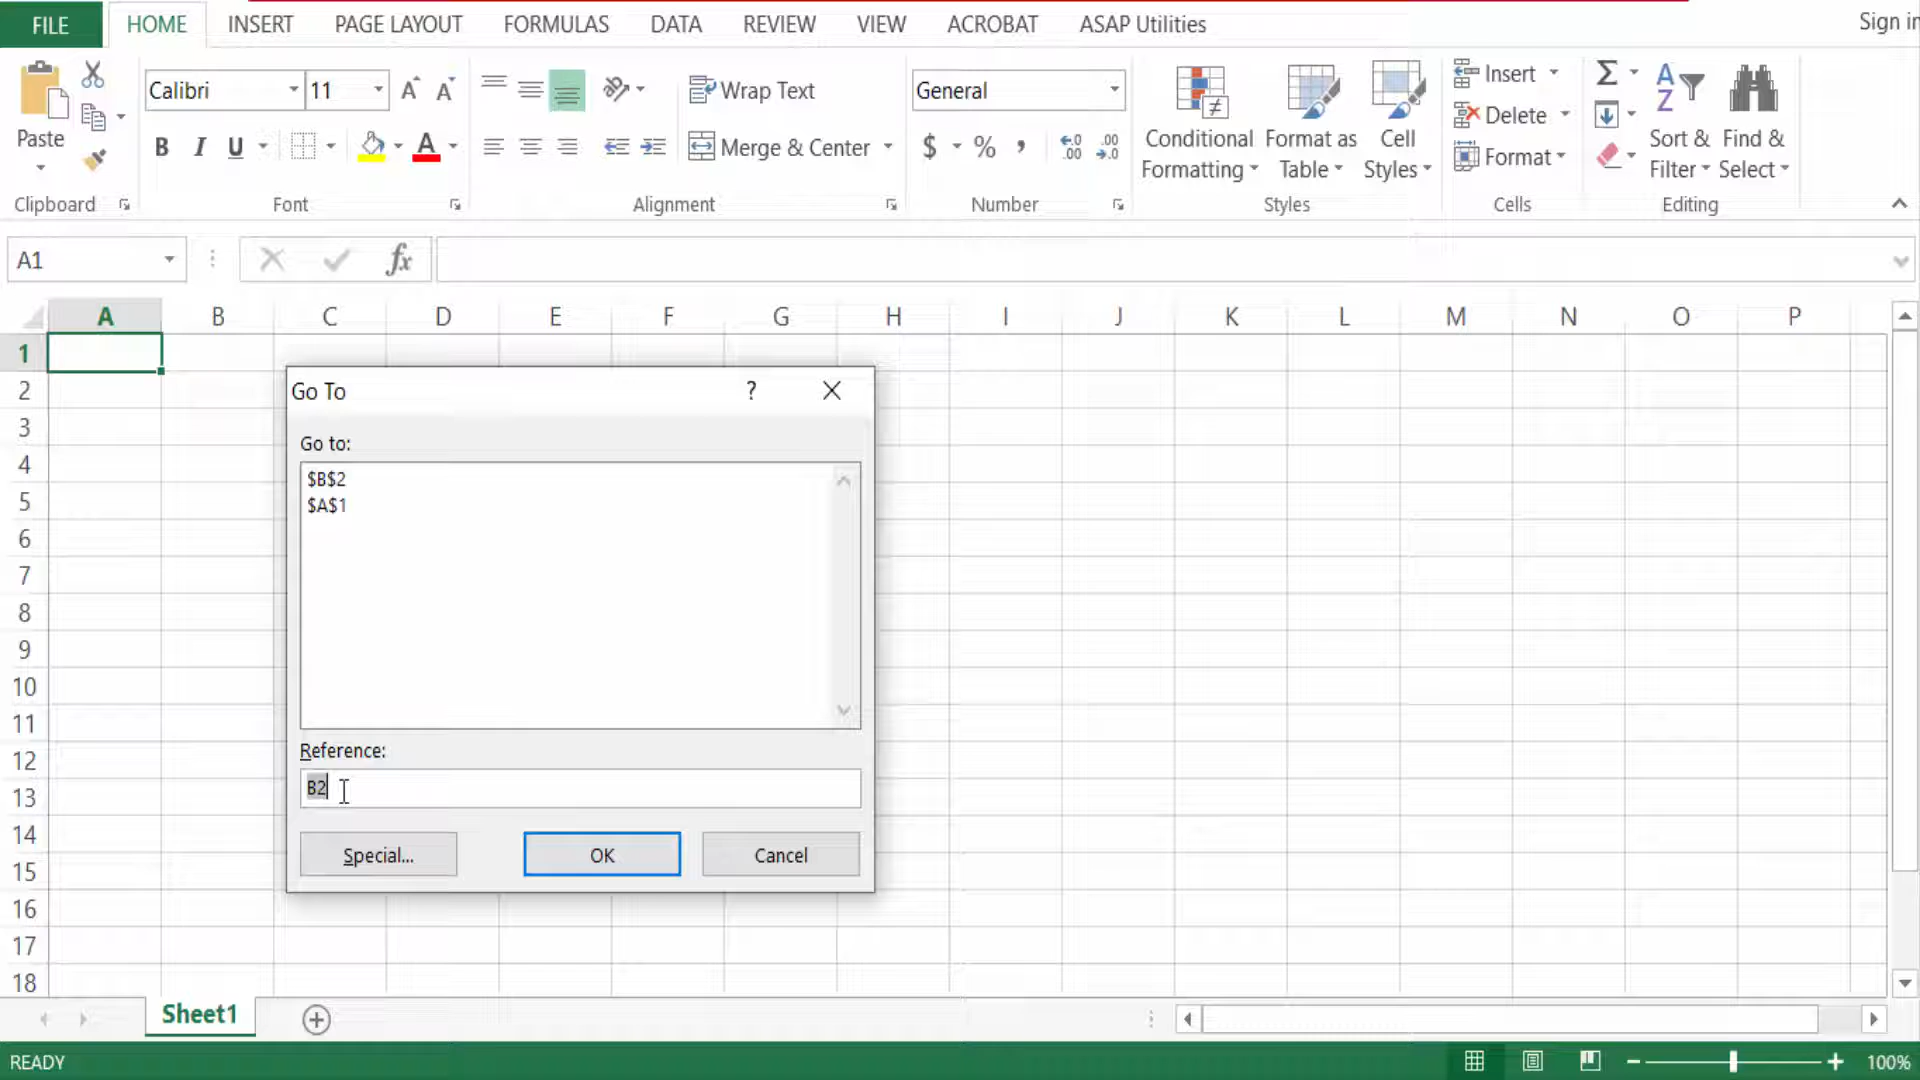 FILE HOME INSERT PAGE LAYOUT FORMULAS DATA REVIEW VIEW ACROBAT ASAP Utilities Sign in
Calibri 11
Wrap Text
General
Insert
Delete
Format
Paste
B I U A
Merge & Center
$ % ,
Conditional Formatting
Format as Table
Cell Styles
Sort & Filter
Find & Select
Clipboard Font Alignment Number Styles Cells Editing
A1 fx
A B C D E F G H I J K L M N O P
1
2
3
4
5
6
7
8
9
10
11
12
13
14
15
16
17
18
Go To ?
Go to:
$B$2
$A$1
Reference:
B2
Special... OK Cancel
Sheet1
READY 100%